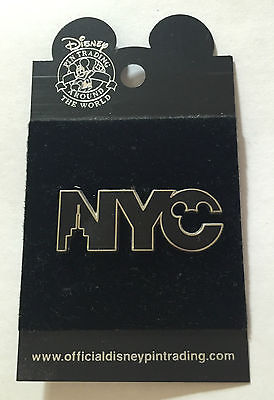 Disney
PIN TRADING
AROUND
THE WORLD
NYC
www.officialdisneypintrading.com